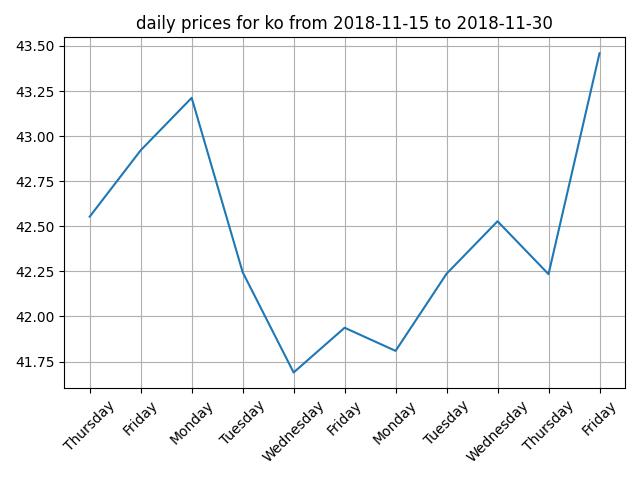 daily prices for ko from 2018-11-15 to 2018-11-30
43.50
43.25
43.00
42.75
42.50
42.25
42.00
41.75
Thursday
Friday
Monday
Tuesday
Wednesday
Friday
Monday
Tuesday
Wednesday
Thursday
Friday